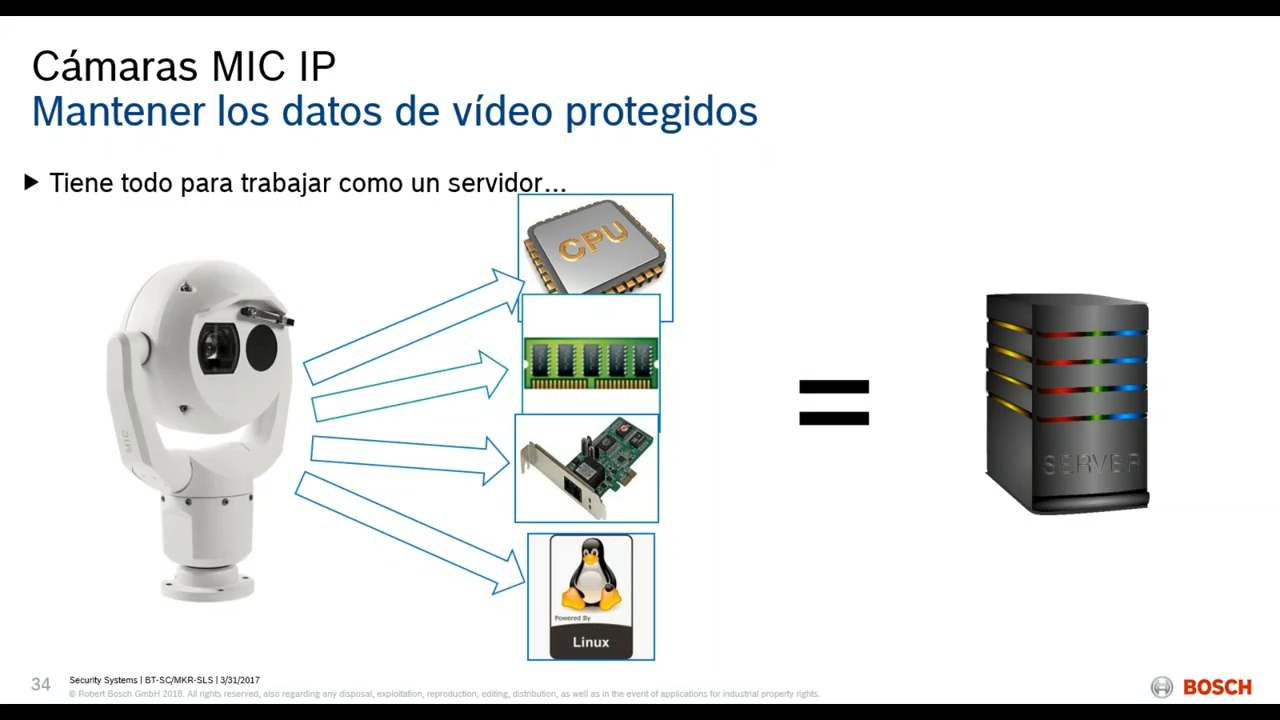 Cámaras MIC IP
Mantener los datos de vídeo protegidos
▶ Tiene todo para trabajar como un servidor...
CPU
MIC
SERVER
Powered By
Linux
34
Security Systems | BT-SC/MKR-SLS | 3/31/2017
© Robert Bosch GmbH 2018. All rights reserved, also regarding any disposal, exploitation, reproduction, editing, distribution, as well as in the event of applications for industrial property rights.
BOSCH